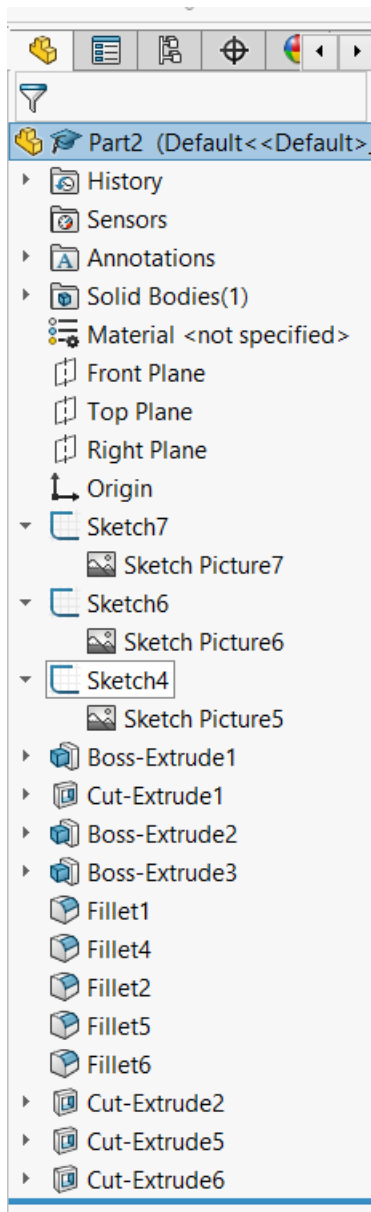 Part2 (Default<<Default>_
History
Sensors
Annotations
Solid Bodies(1)
Material <not specified>
Front Plane
Top Plane
Right Plane
Origin
Sketch7
Sketch Picture7
Sketch6
Sketch Picture6
Sketch4
Sketch Picture5
Boss-Extrude1
Cut-Extrude1
Boss-Extrude2
Boss-Extrude3
Fillet1
Fillet4
Fillet2
Fillet5
Fillet6
Cut-Extrude2
Cut-Extrude5
Cut-Extrude6